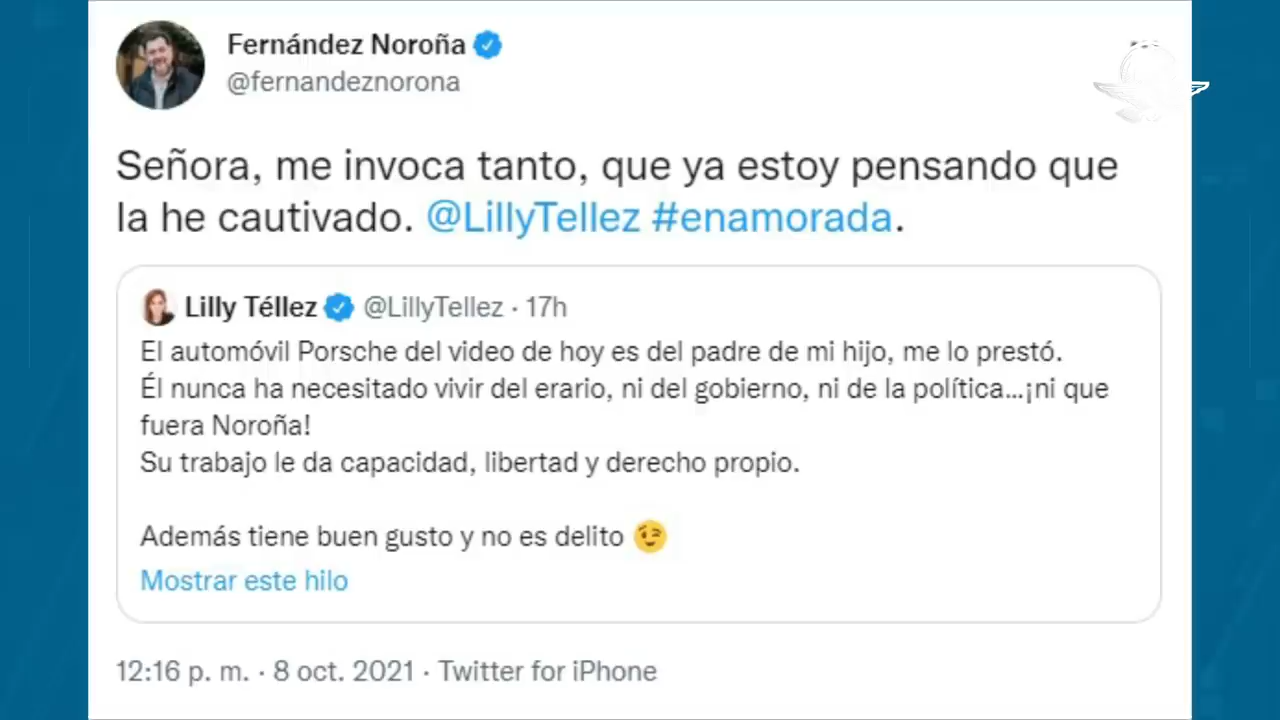 Fernández Noroña
@fernandeznorona
Señora, me invoca tanto, que ya estoy pensando que
la he cautivado. @LillyTellez #enamorada.
Lilly Téllez @LillyTellez · 17h
El automóvil Porsche del video de hoy es del padre de mi hijo, me lo prestó.
Él nunca ha necesitado vivir del erario, ni del gobierno, ni de la política...¡ni que
fuera Noroña!
Su trabajo le da capacidad, libertad y derecho propio.
Además tiene buen gusto y no es delito 😉
Mostrar este hilo
12:16 p. m. · 8 oct. 2021 · Twitter for iPhone